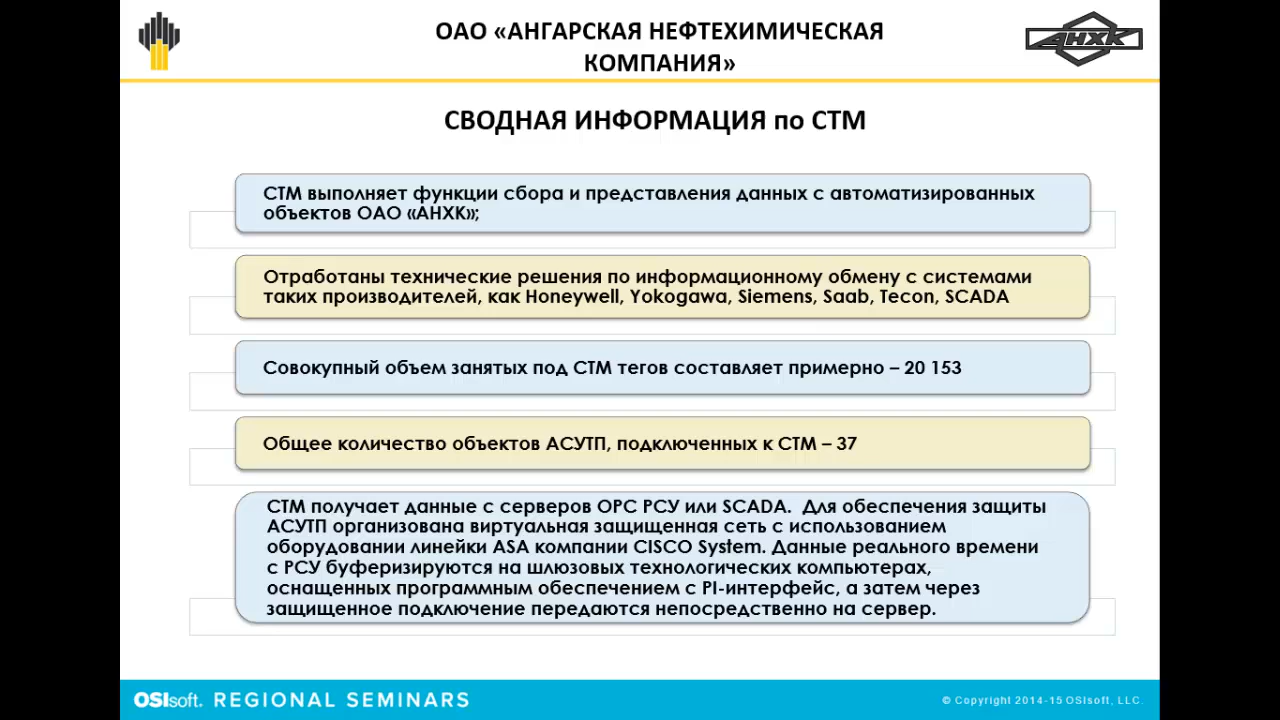 ОАО «АНГАРСКАЯ НЕФТЕХИМИЧЕСКАЯ
КОМПАНИЯ»
АНХК
СВОДНАЯ ИНФОРМАЦИЯ по СТМ
СТМ выполняет функции сбора и представления данных с автоматизированных
объектов ОАО «АНХК»;
Отработаны технические решения по информационному обмену с системами
таких производителей, как Honeywell, Yokogawa, Siemens, Saab, Tecon, SCADA
Совокупный объем занятых под СТМ тегов составляет примерно – 20 153
Общее количество объектов АСУТП, подключенных к СТМ – 37
СТМ получает данные с серверов ОРС РСУ или SCADA. Для обеспечения защиты
АСУТП организована виртуальная защищенная сеть с использованием
оборудовании линейки ASA компании CISCO System. Данные реального времени
с РСУ буферизируются на шлюзовых технологических компьютерах,
оснащенных программным обеспечением с PI-интерфейс, а затем через
защищенное подключение передаются непосредственно на сервер.
OSIsoft. REGIONAL SEMINARS
© Copyright 2014-15 OSIsoft, LLC.